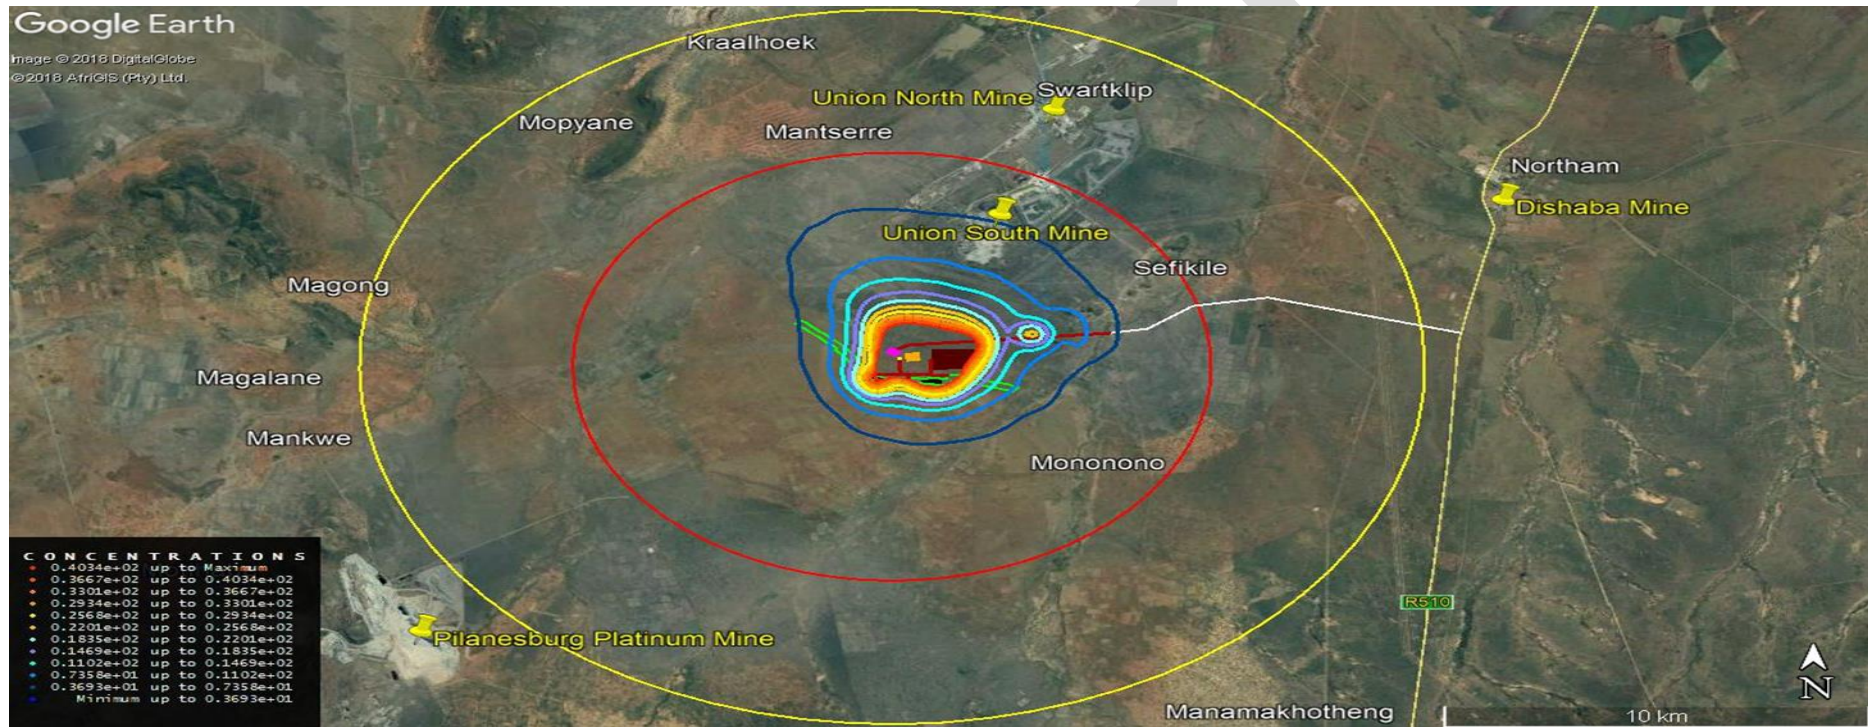 Google Earth
Image © 2018 DigitalGlobe
© 2018 AfriGIS (Pty) Ltd.
Kraalhoek
Swartklip
Union North Mine
Mopyane
Mantserre
Northam
Dishaba Mine
Union South Mine
Sefikile
Magong
Magalane
Mankwe
Mononono
R510
Pilanesburg Platinum Mine
Manamakhotheng
10 km
N
CONCENTRATIONS
0.4034e+02 up to Maximum
0.3667e+02 up to 0.4034e+02
0.3301e+02 up to 0.3667e+02
0.2934e+02 up to 0.3301e+02
0.2568e+02 up to 0.2934e+02
0.2201e+02 up to 0.2568e+02
0.1835e+02 up to 0.2201e+02
0.1469e+02 up to 0.1835e+02
0.1102e+02 up to 0.1469e+02
0.7358e+01 up to 0.1102e+02
0.3693e+01 up to 0.7358e+01
Minimum up to 0.3693e+01